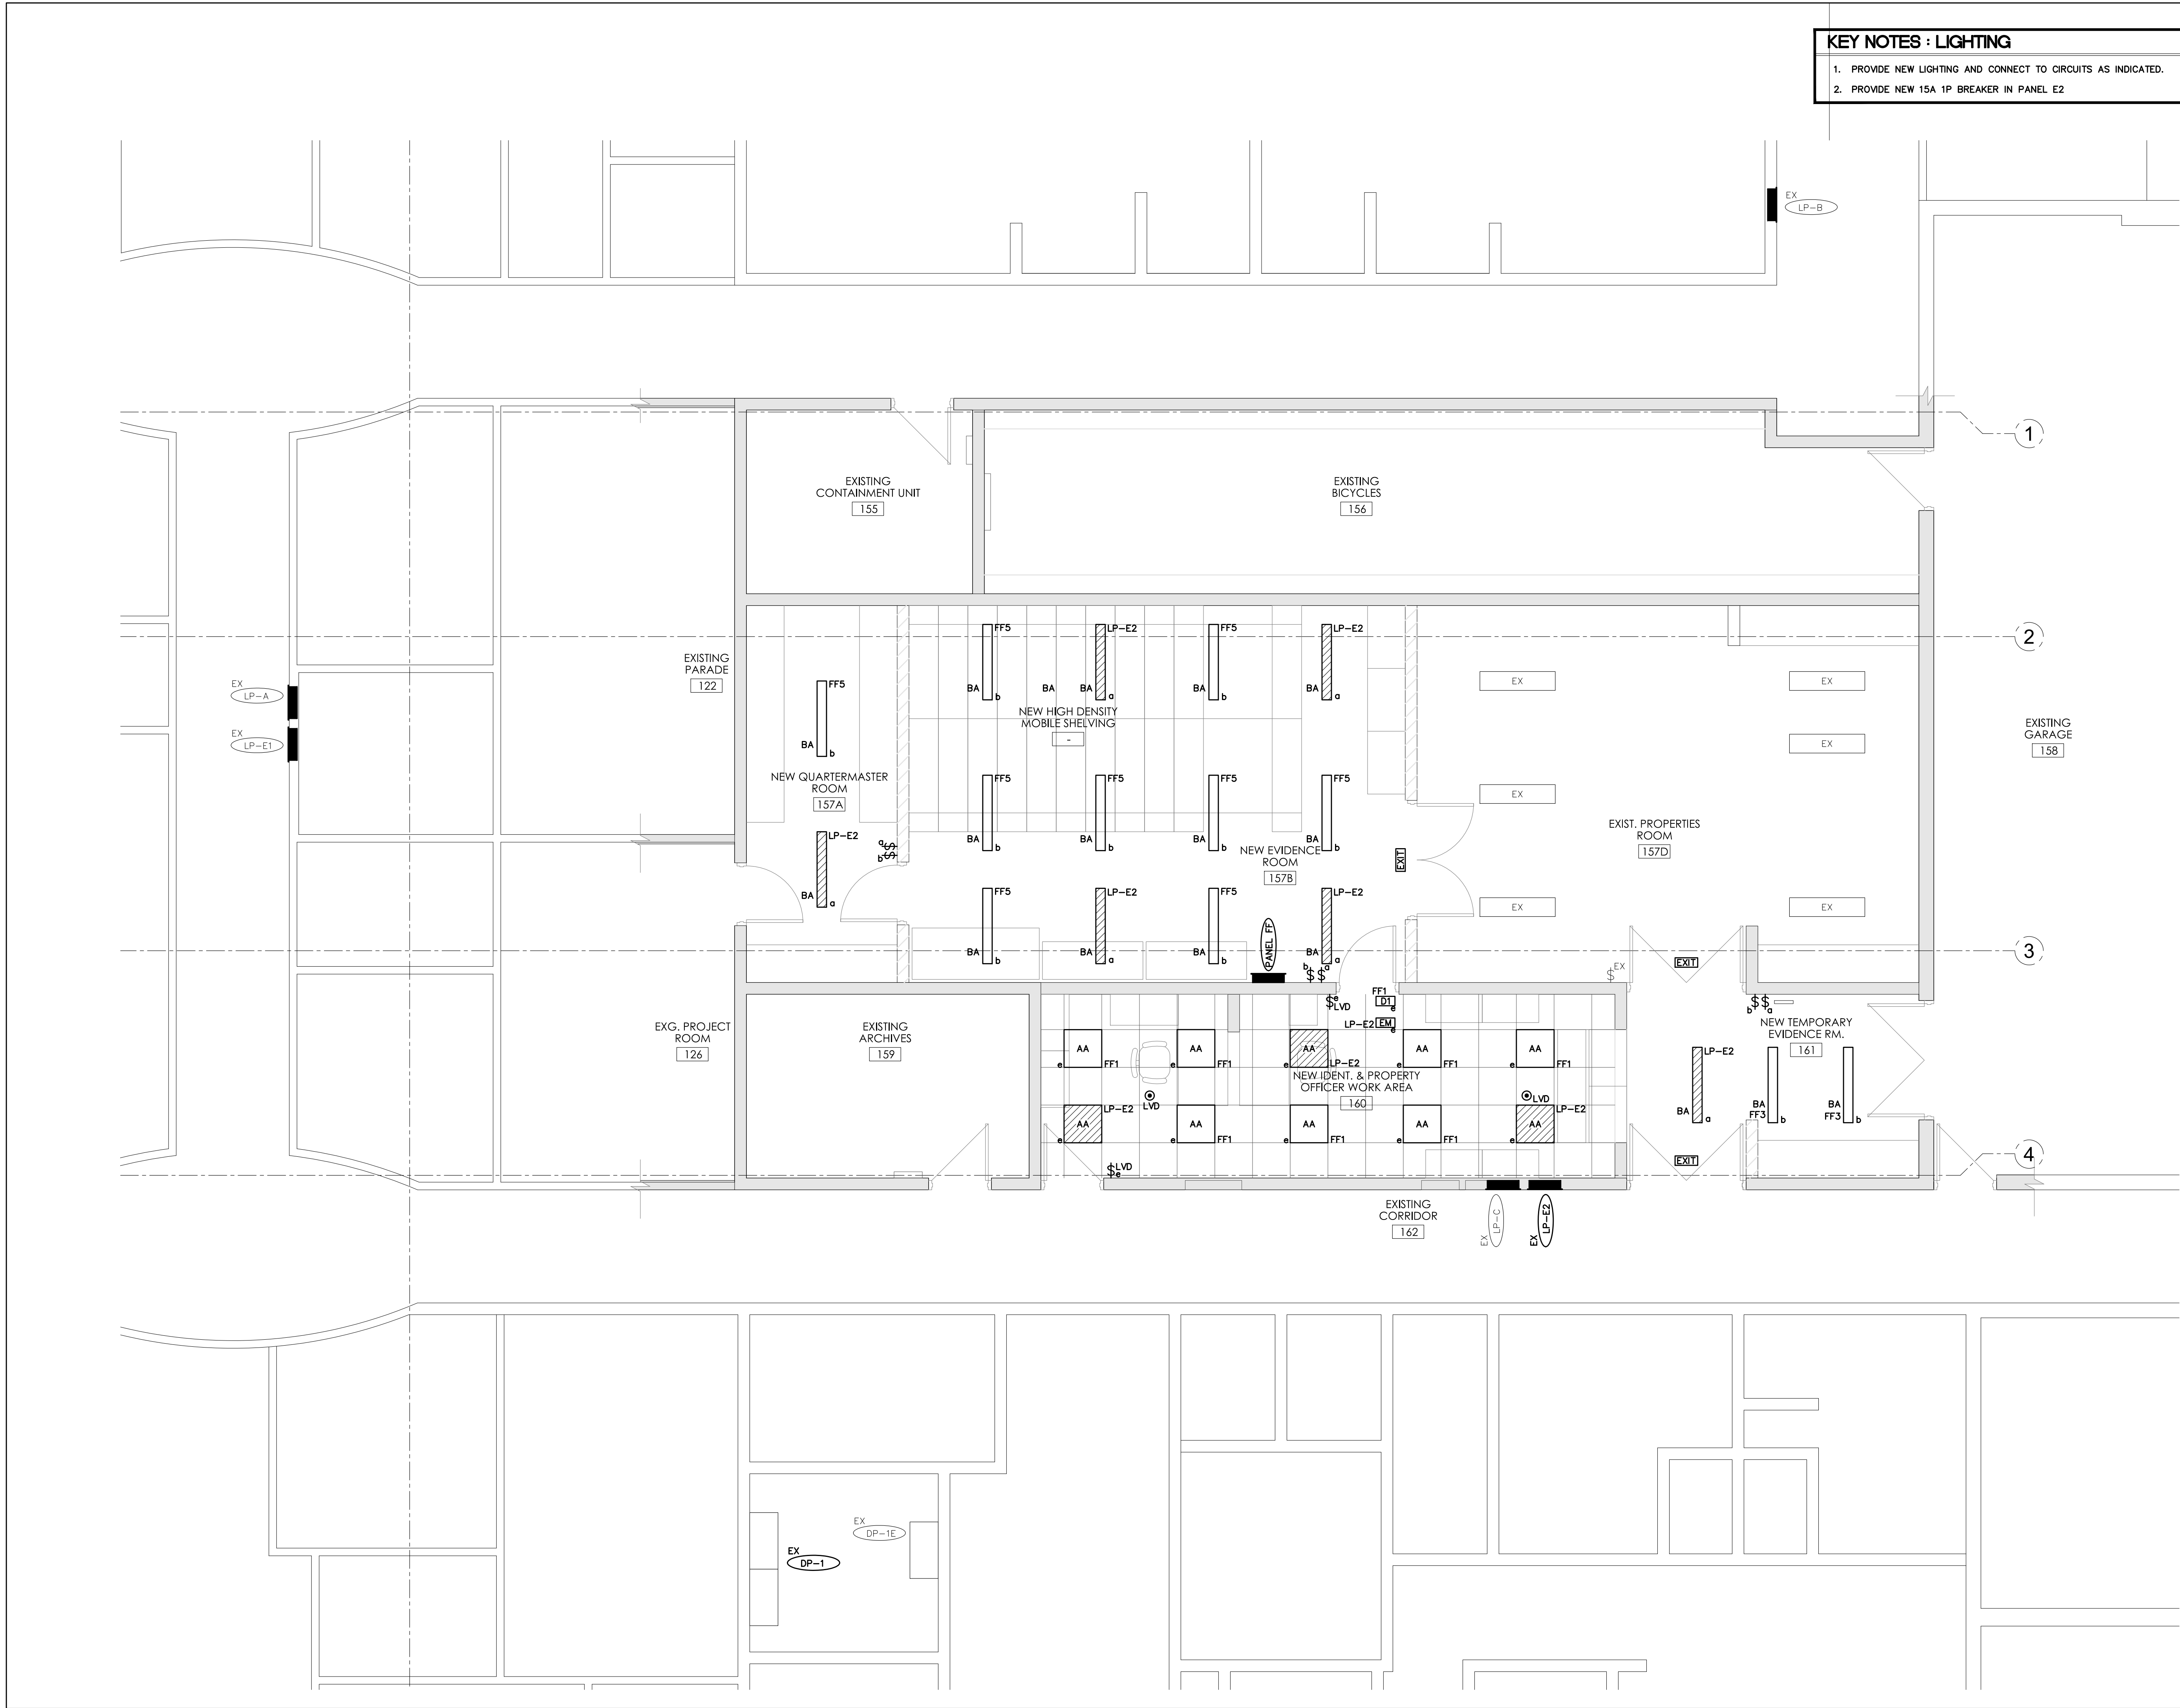 KEY NOTES : LIGHTING
1. PROVIDE NEW LIGHTING AND CONNECT TO CIRCUITS AS INDICATED.
2. PROVIDE NEW 15A 1P BREAKER IN PANEL E2
EX
LP-B
1
EXISTING
CONTAINMENT UNIT
155
EXISTING
BICYCLES
156
FF5
LP-E2
FF5
LP-E2
2
EXISTING
PARADE
122
EX
LP-A
EX
LP-E1
FF5
BA
b
BA
b
BA
BA
a
BA
b
BA
a
NEW HIGH DENSITY
MOBILE SHELVING
-
EX
EX
EX
EX
EX
EX
EXISTING
GARAGE
158
NEW QUARTERMASTER
ROOM
157A
FF5
FF5
FF5
FF5
BA
b
BA
b
BA
b
BA
b
LP-E2
BA
a
a
$
b
$
NEW EVIDENCE
ROOM
157B
EXIT
EXIST. PROPERTIES
ROOM
157D
FF5
LP-E2
FF5
LP-E2
BA
b
BA
a
BA
b
BA
a
PANEL FF
b
$
$
a
$
EX
EXIT
3
EXG. PROJECT
ROOM
126
EXISTING
ARCHIVES
159
$
e
LVD
FF1
D1
e
LP-E2
EM
e
b
$
$
a
NEW TEMPORARY
EVIDENCE RM.
161
AA
e
FF1
AA
e
FF1
AA
e
LP-E2
AA
e
FF1
AA
e
FF1
NEW IDENT. & PROPERTY
OFFICER WORK AREA
160
LVD
LVD
LP-E2
BA
a
BA
FF3
b
BA
FF3
b
AA
e
LP-E2
AA
e
FF1
AA
e
FF1
AA
e
FF1
AA
e
LP-E2
$
LVD
e
EXIT
4
EXISTING
CORRIDOR
162
EX
LP-C
EX
LP-E2
EX
DP-1E
EX
DP-1